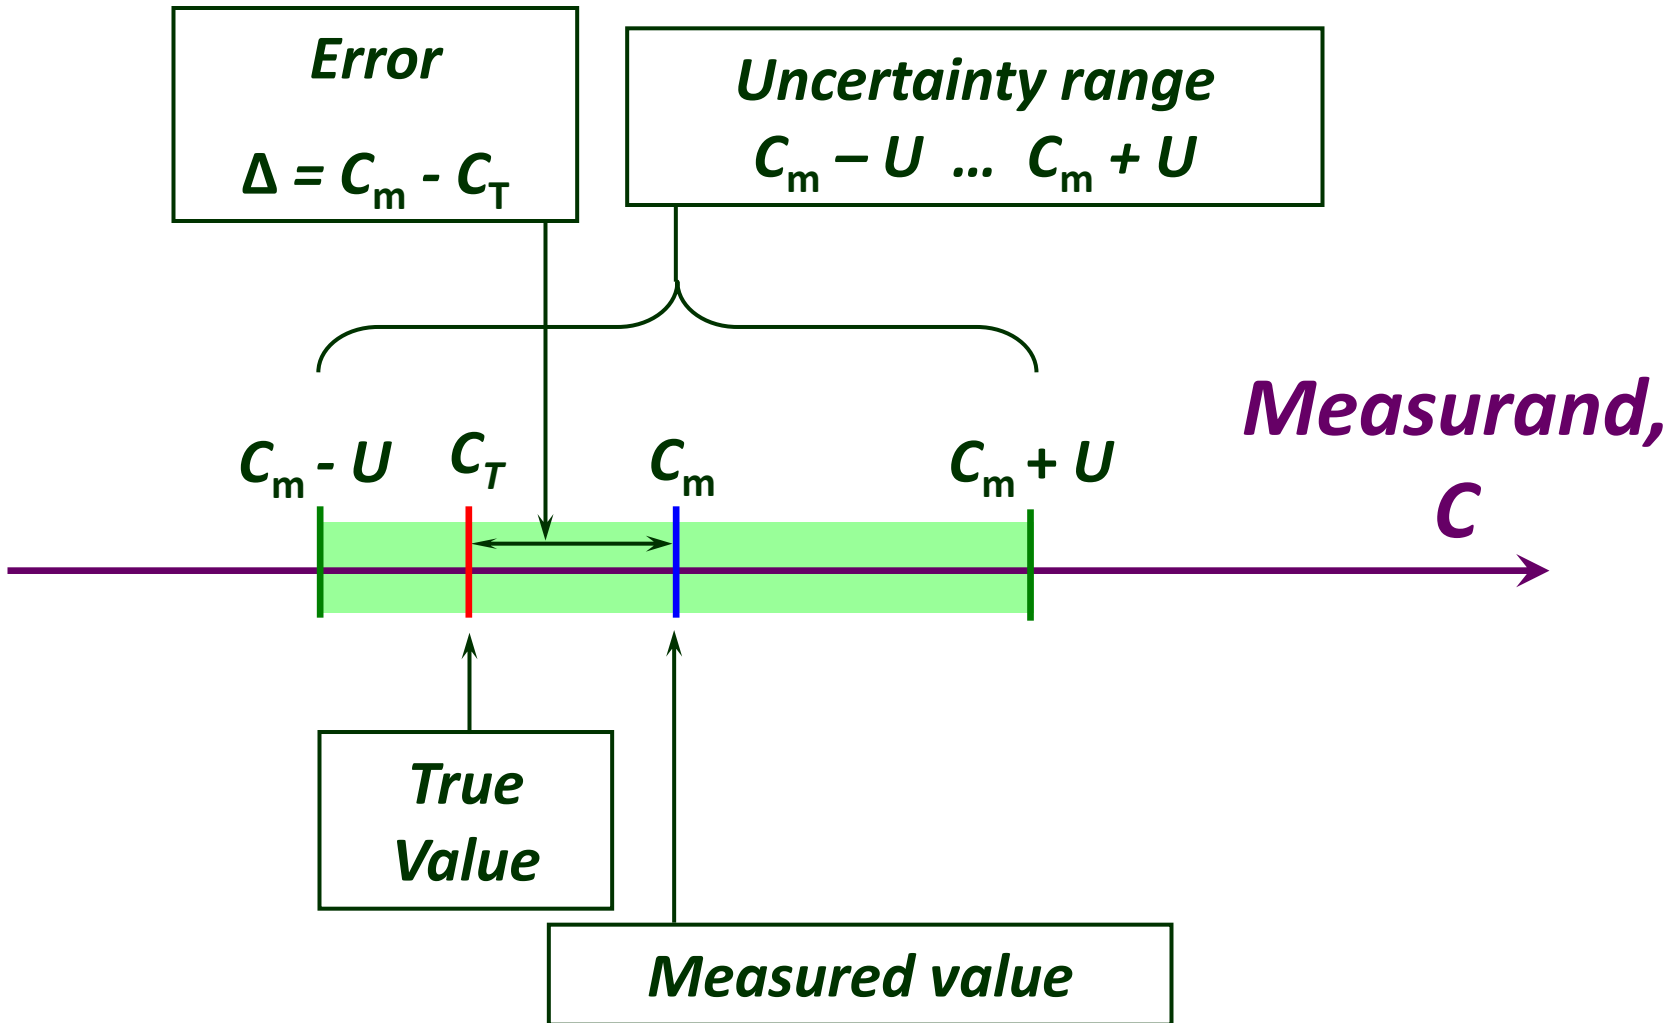 Error
Δ = Cm - CT
Uncertainty range
Cm – U … Cm + U
Measurand,
C
Cm - U
CT
Cm
Cm + U
True
Value
Measured value